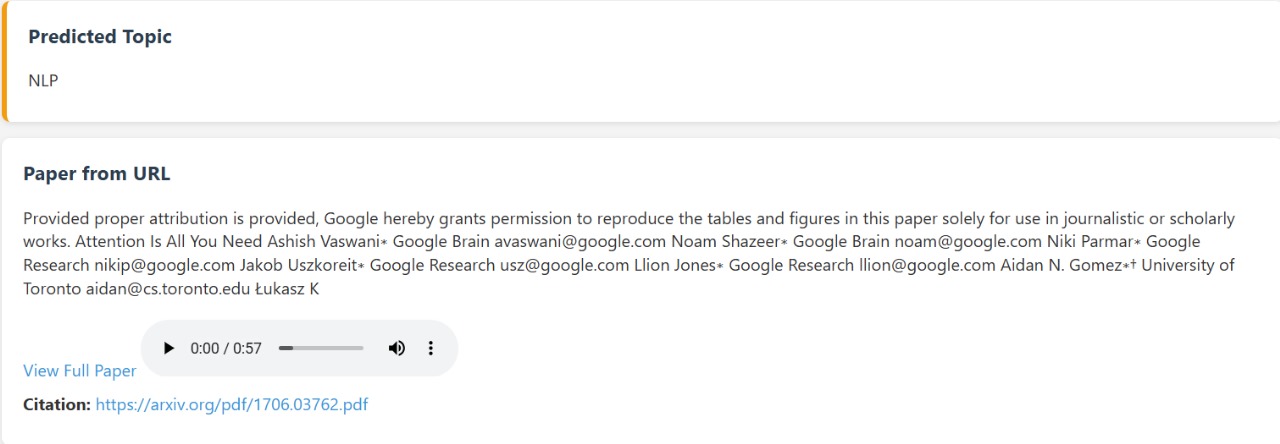 Predicted Topic
NLP
Paper from URL
Provided proper attribution is provided, Google hereby grants permission to reproduce the tables and figures in this paper solely for use in journalistic or scholarly
works. Attention Is All You Need Ashish Vaswani∗ Google Brain avaswani@google.com Noam Shazeer∗ Google Brain noam@google.com Niki Parmar∗ Google
Research nikip@google.com Jakob Uszkoreit∗ Google Research usz@google.com Llion Jones∗ Google Research llion@google.com Aidan N. Gomez∗† University of
Toronto aidan@cs.toronto.edu Łukasz K
0:00 / 0:57
View Full Paper
Citation: https://arxiv.org/pdf/1706.03762.pdf